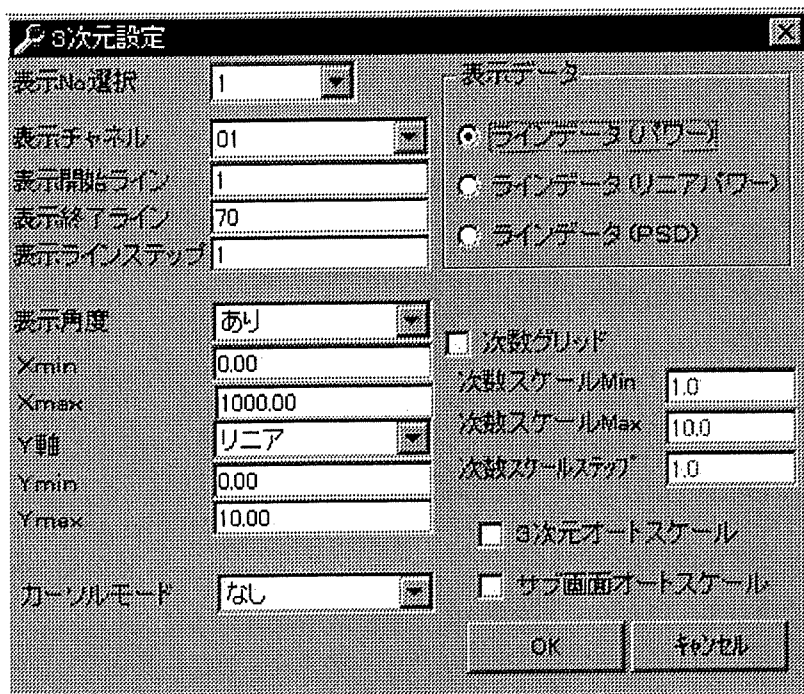 3次元設定
表示No選択 1
表示チャネル 01
表示開始ライン 1
表示終了ライン 70
表示ラインステップ 1
表示角度 あり
Xmin 0.00
Xmax 1000.00
Y軸 リニア
Ymin 0.00
Ymax 10.00
カーソルモード なし
表示データ
ラインデータ(パワー)
ラインデータ(リニアパワー)
ラインデータ(PSD)
次数グリッド
次数スケールMin 1.0
次数スケールMax 10.0
次数スケールステップ 1.0
3次元オートスケール
サブ画面オートスケール
OK キャンセル